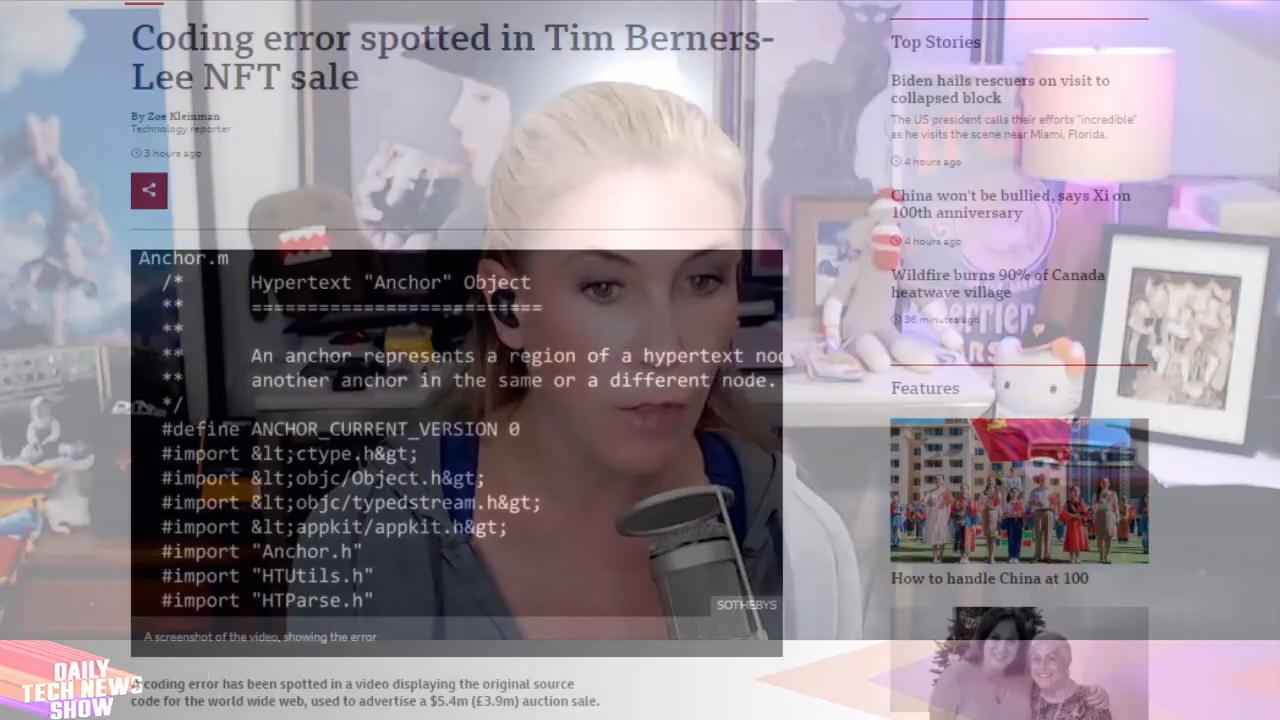 Coding error spotted in Tim Berners-
Lee NFT sale
By Zoe Kleinman
Technology reporter
3 hours ago
Anchor.m
/* Hypertext "Anchor" Object
** ==========================
**
** An anchor represents a region of a hypertext
** another anchor in the same or a different node.
*/
#define ANCHOR_CURRENT_VERSION 0
#import &lt;ctype.h&gt;
#import &lt;objc/Object.h&gt;
#import &lt;objc/typedstream.h&gt;
#import &lt;appkit/appkit.h&gt;
#import "Anchor.h"
#import "HTUtils.h"
#import "HTParse.h"
SOTHEBYS
A screenshot of the video, showing the error
A coding error has been spotted in a video displaying the original source
code for the world wide web, used to advertise a $5.4m (£3.9m) auction sale.
Top Stories
Biden hails rescuers on visit to
collapsed block
The US president calls their efforts "incredible"
as he visits the scene near Miami, Florida.
4 hours ago
China won't be bullied, says Xi on
100th anniversary
4 hours ago
Wildfire burns 90% of Canada
heatwave village
36 minutes ago
Features
How to handle China at 100
DAILY
TECH NEWS
SHOW